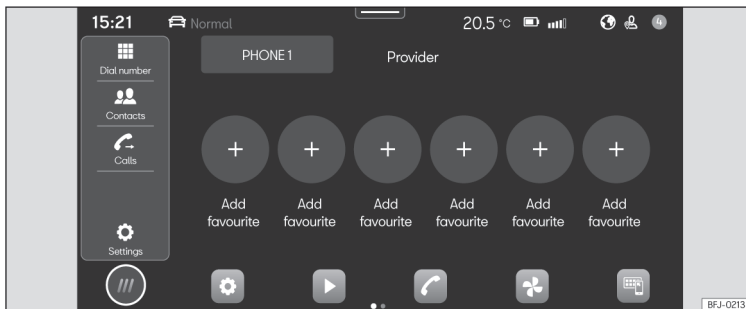 15:21 Normal 20.5 °C 4
PHONE 1 Provider
Dial number
Contacts
Calls
Settings
Add Add Add Add Add Add
favourite favourite favourite favourite favourite favourite
BFJ-0213